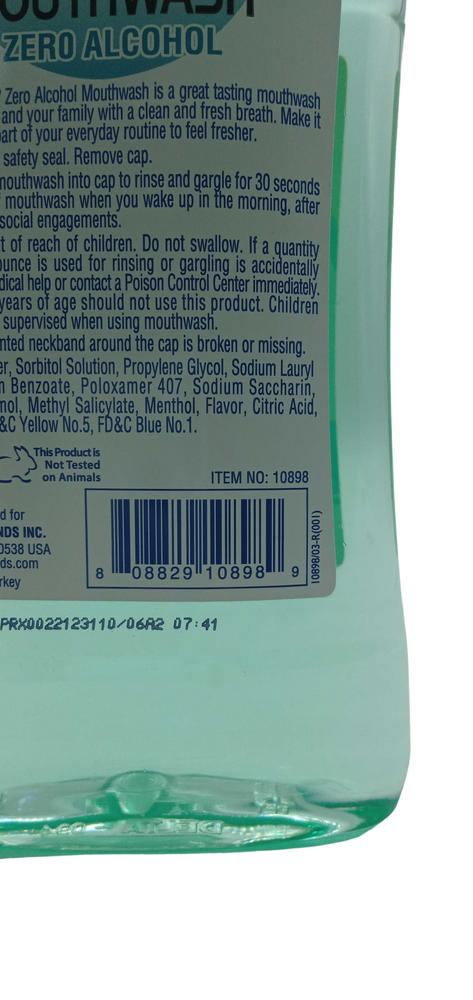 ZERO ALCOHOL
Zero Alcohol Mouthwash is a great tasting mouthwash
and your family with a clean and fresh breath. Make it
part of your everyday routine to feel fresher.
safety seal. Remove cap.
mouthwash into cap to rinse and gargle for 30 seconds
mouthwash when you wake up in the morning, after
social engagements.
of reach of children. Do not swallow. If a quantity
ounce is used for rinsing or gargling is accidentally
dical help or contact a Poison Control Center immediately.
years of age should not use this product. Children
supervised when using mouthwash.
nted neckband around the cap is broken or missing.
er, Sorbitol Solution, Propylene Glycol, Sodium Lauryl
Benzoate, Poloxamer 407, Sodium Saccharin,
mol, Methyl Salicylate, Menthol, Flavor, Citric Acid,
&C Yellow No.5, FD&C Blue No.1.
This Product is
Not Tested
on Animals
ITEM NO: 10898
d for
NDS INC.
0538 USA
ds.com
rkey
8 08829 10898 9
10898/03-R(001)
PRX0022123110/06A2 07:41